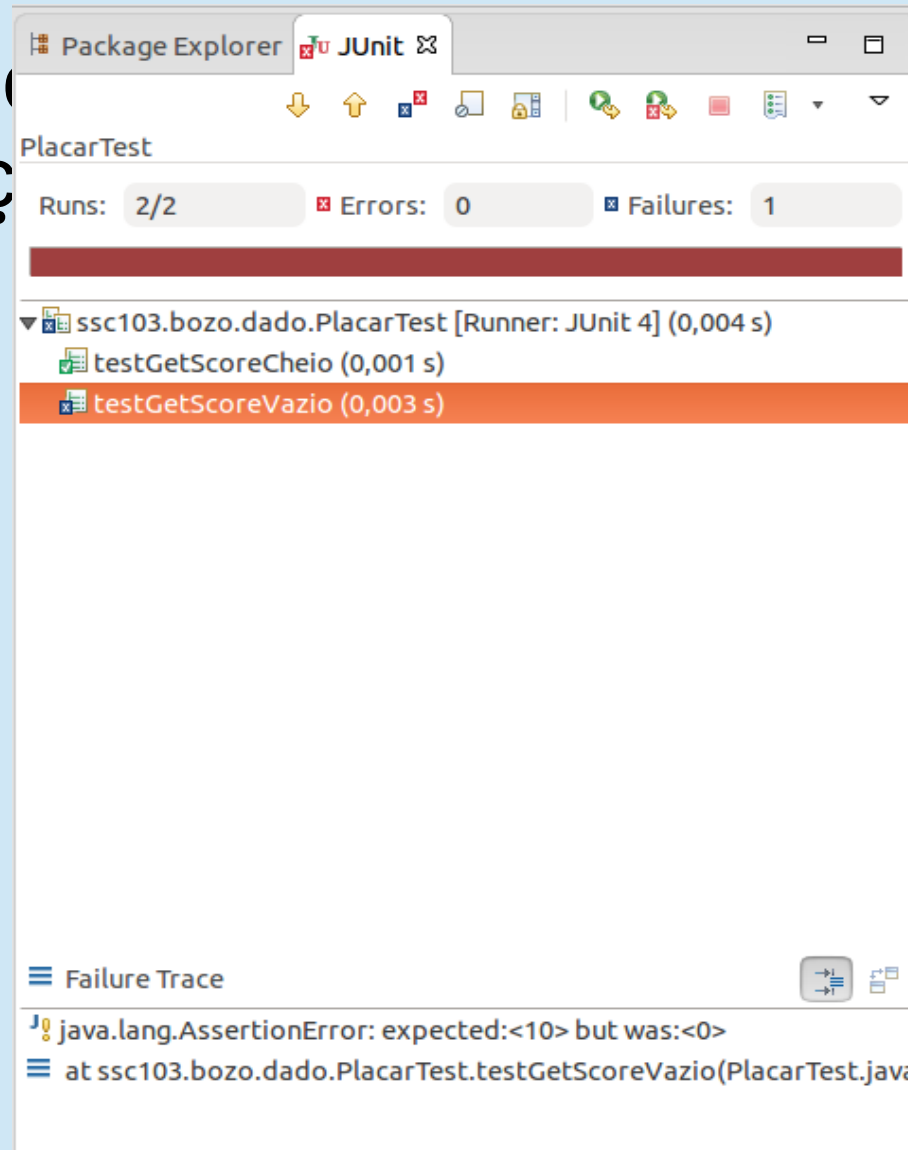 Package Explorer JUnit
PlacarTest
Runs: 2/2 Errors: 0 Failures: 1
ssc103.bozo.dado.PlacarTest [Runner: JUnit 4] (0,004 s)
testGetScoreCheio (0,001 s)
testGetScoreVazio (0,003 s)
Failure Trace
java.lang.AssertionError: expected:<10> but was:<0>
at ssc103.bozo.dado.PlacarTest.testGetScoreVazio(PlacarTest.java